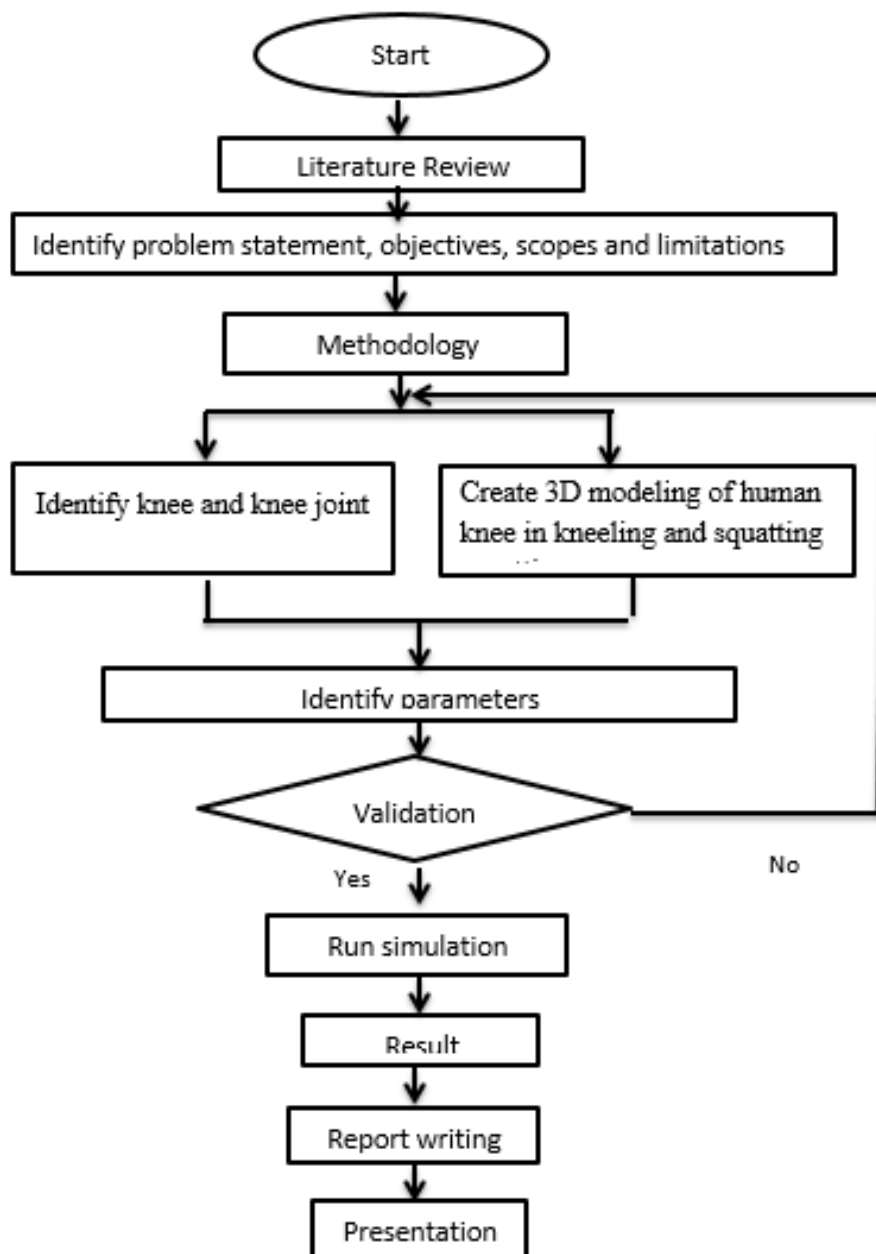 Start
Literature Review
Identify problem statement, objectives, scopes and limitations
Methodology
Identify knee and knee joint
Create 3D modeling of human
knee in kneeling and squatting
Identify parameters
Validation
Yes
No
Run simulation
Result
Report writing
Presentation